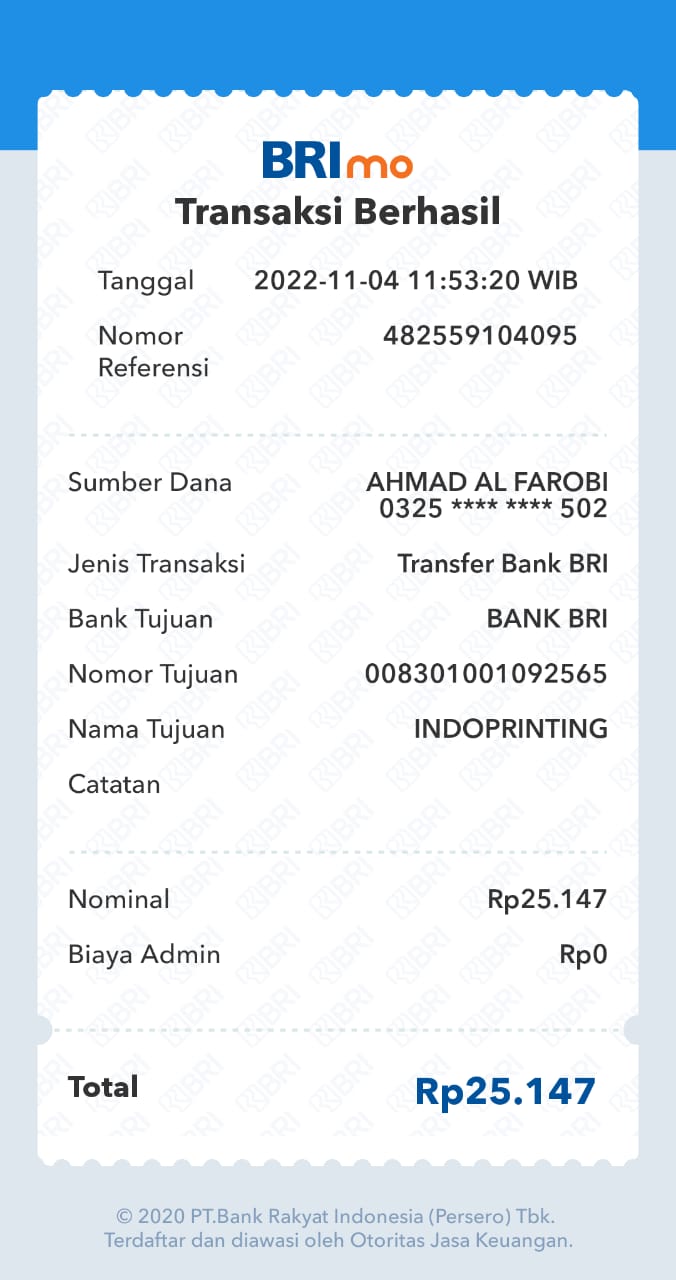 BRImo
Transaksi Berhasil
Tanggal 2022-11-04 11:53:20 WIB
Nomor Referensi 482559104095
Sumber Dana AHMAD AL FAROBI
0325 **** **** 502
Jenis Transaksi Transfer Bank BRI
Bank Tujuan BANK BRI
Nomor Tujuan 008301001092565
Nama Tujuan INDOPRINTING
Catatan
Nominal Rp25.147
Biaya Admin Rp0
Total Rp25.147
© 2020 PT.Bank Rakyat Indonesia (Persero) Tbk.
Terdaftar dan diawasi oleh Otoritas Jasa Keuangan.